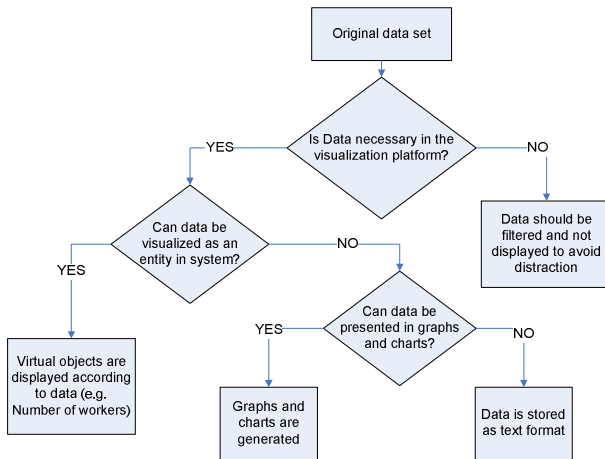 Original data set
Is Data necessary in the
visualization platform?
YES
NO
Data should be
filtered and not
displayed to avoid
distraction
Can data be
visualized as an
entity in system?
YES
NO
Virtual objects are
displayed according
to data (e.g.
Number of workers)
Can data be
presented in graphs
and charts?
YES
NO
Graphs and
charts are
generated
Data is stored
as text format